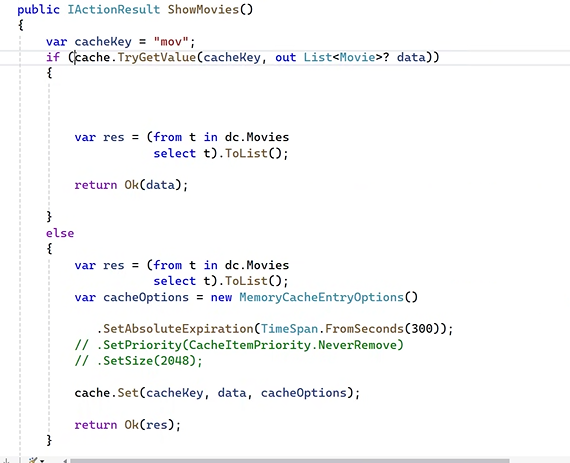 public IActionResult ShowMovies()
{
var cacheKey = "mov";
if (cache.TryGetValue(cacheKey, out List<Movie>? data))
{
var res = (from t in dc.Movies
select t).ToList();
return Ok(data);
}
else
{
var res = (from t in dc.Movies
select t).ToList();
var cacheOptions = new MemoryCacheEntryOptions()
.SetAbsoluteExpiration(TimeSpan.FromSeconds(300));
// .SetPriority(CacheItemPriority.NeverRemove)
// .SetSize(2048);
cache.Set(cacheKey, data, cacheOptions);
return Ok(res);
}